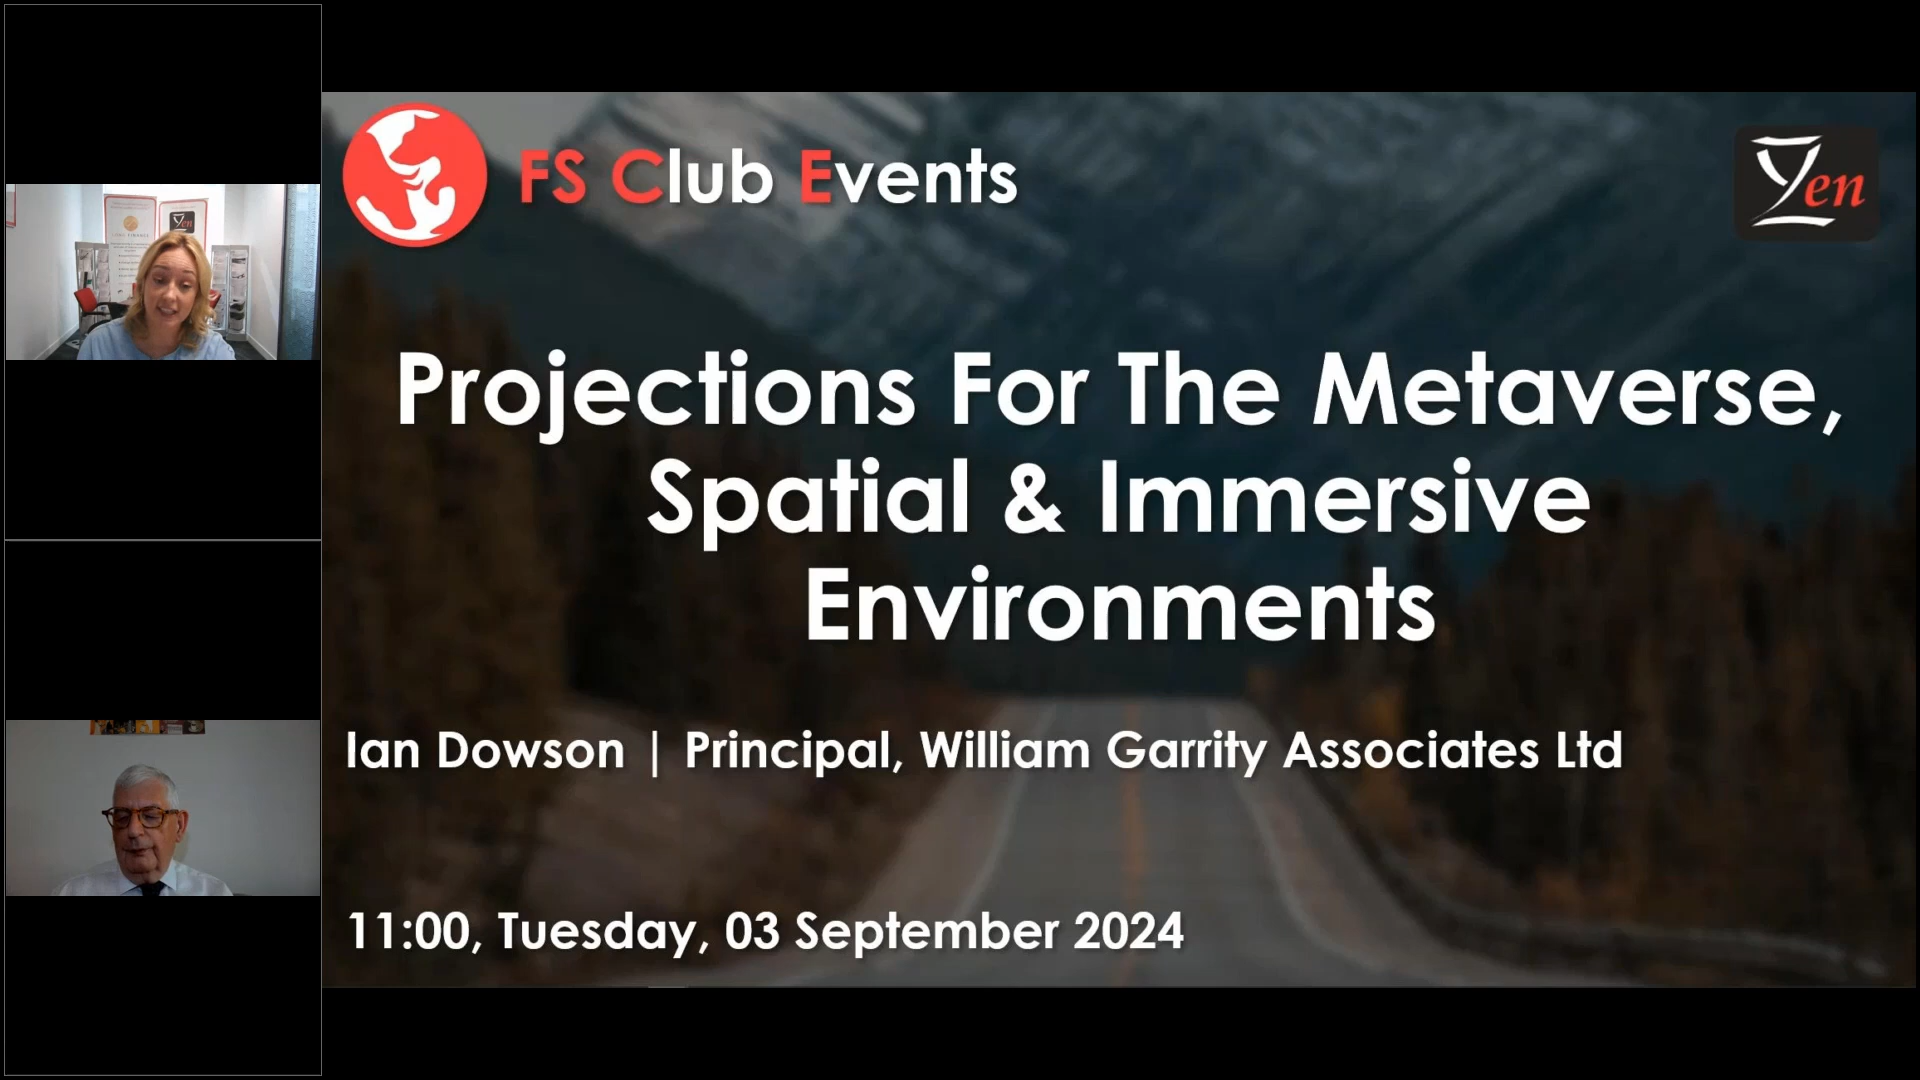 FS Club Events
Zen
Projections For The Metaverse,
Spatial & Immersive
Environments
Ian Dowson | Principal, William Garrity Associates Ltd
11:00, Tuesday, 03 September 2024